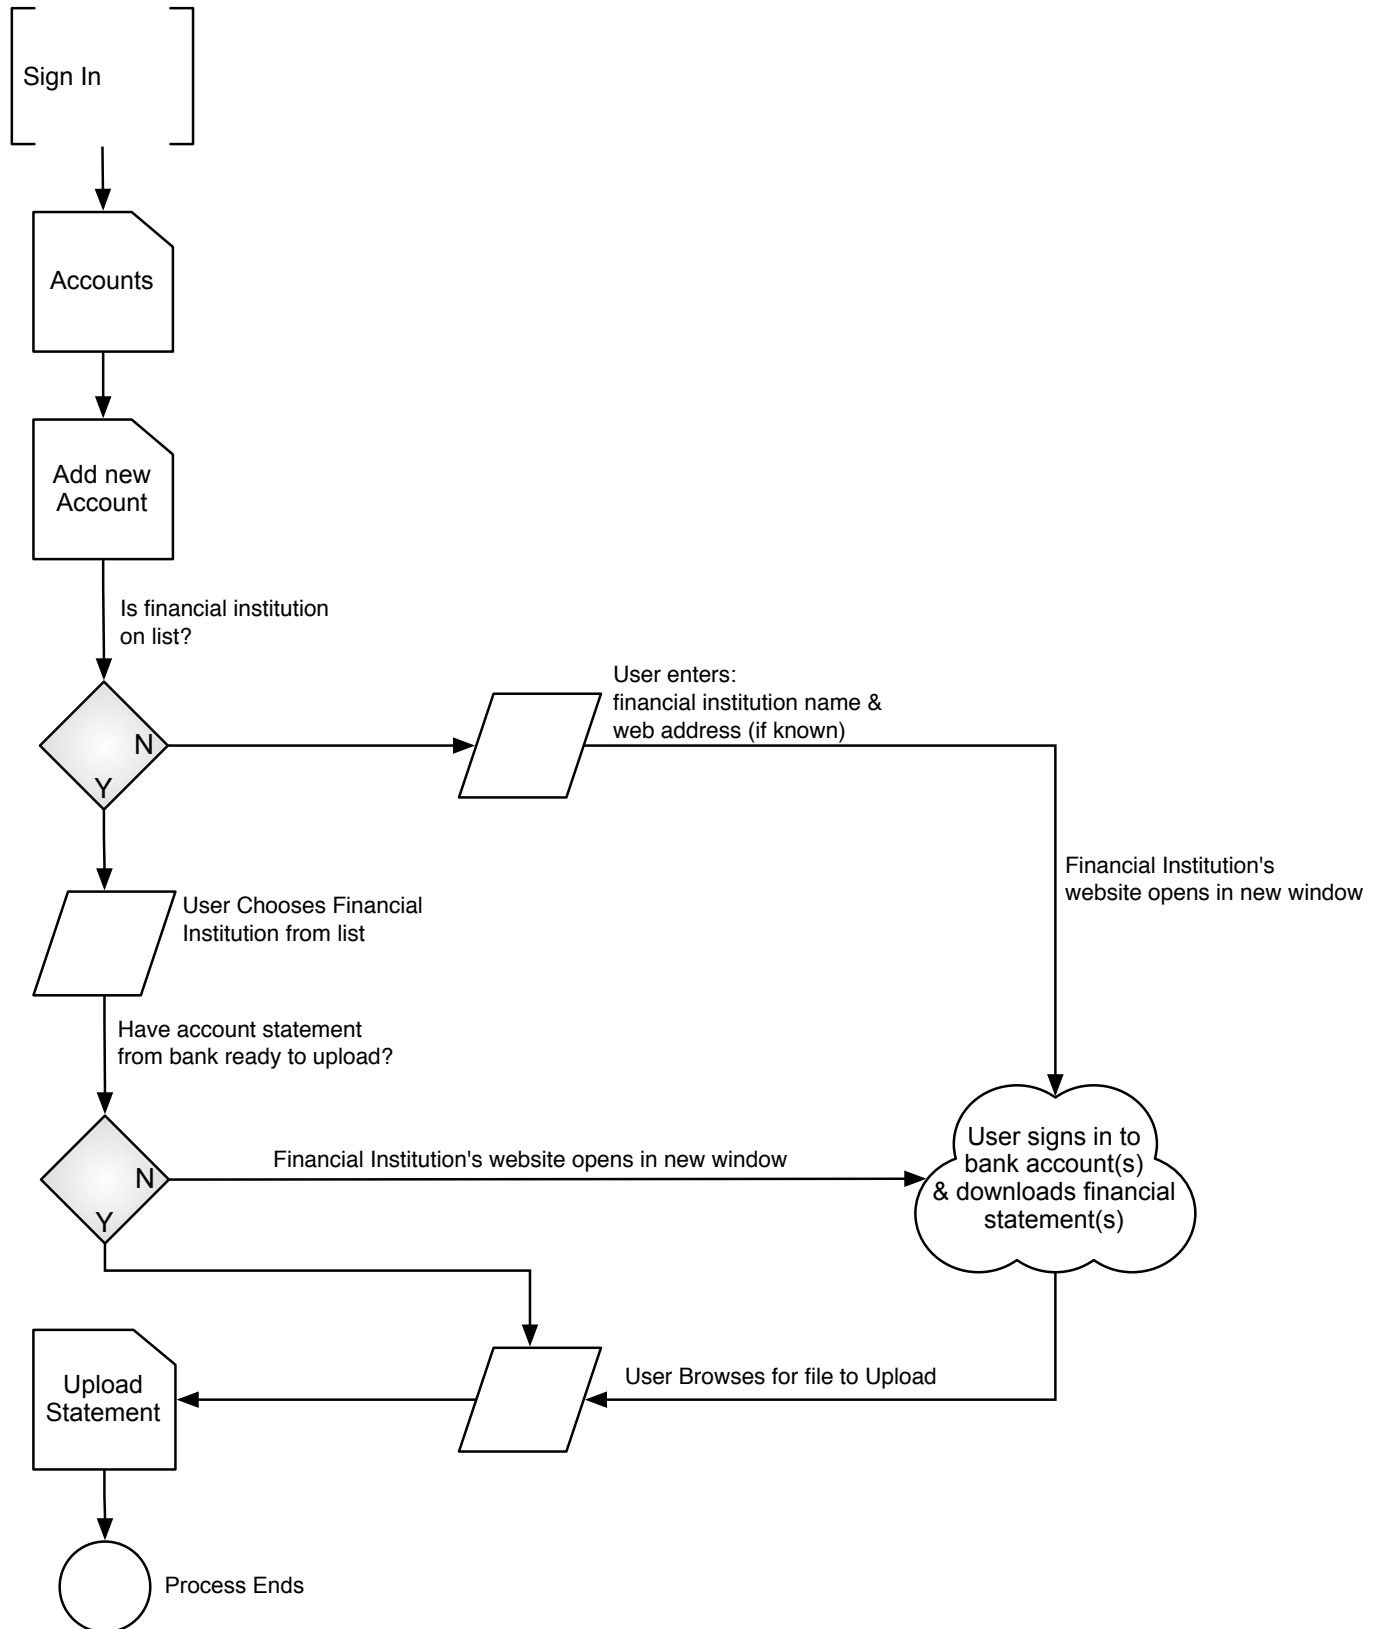 Sign In
Accounts
Add new
Account
Is financial institution
on list?
User enters:
financial institution name &
web address (if known)
N
Y
Financial Institution's
website opens in new window
User Chooses Financial
Institution from list
Have account statement
from bank ready to upload?
N
Y
Financial Institution's website opens in new window
User signs in to
bank account(s)
& downloads financial
statement(s)
User Browses for file to Upload
Upload
Statement
Process Ends